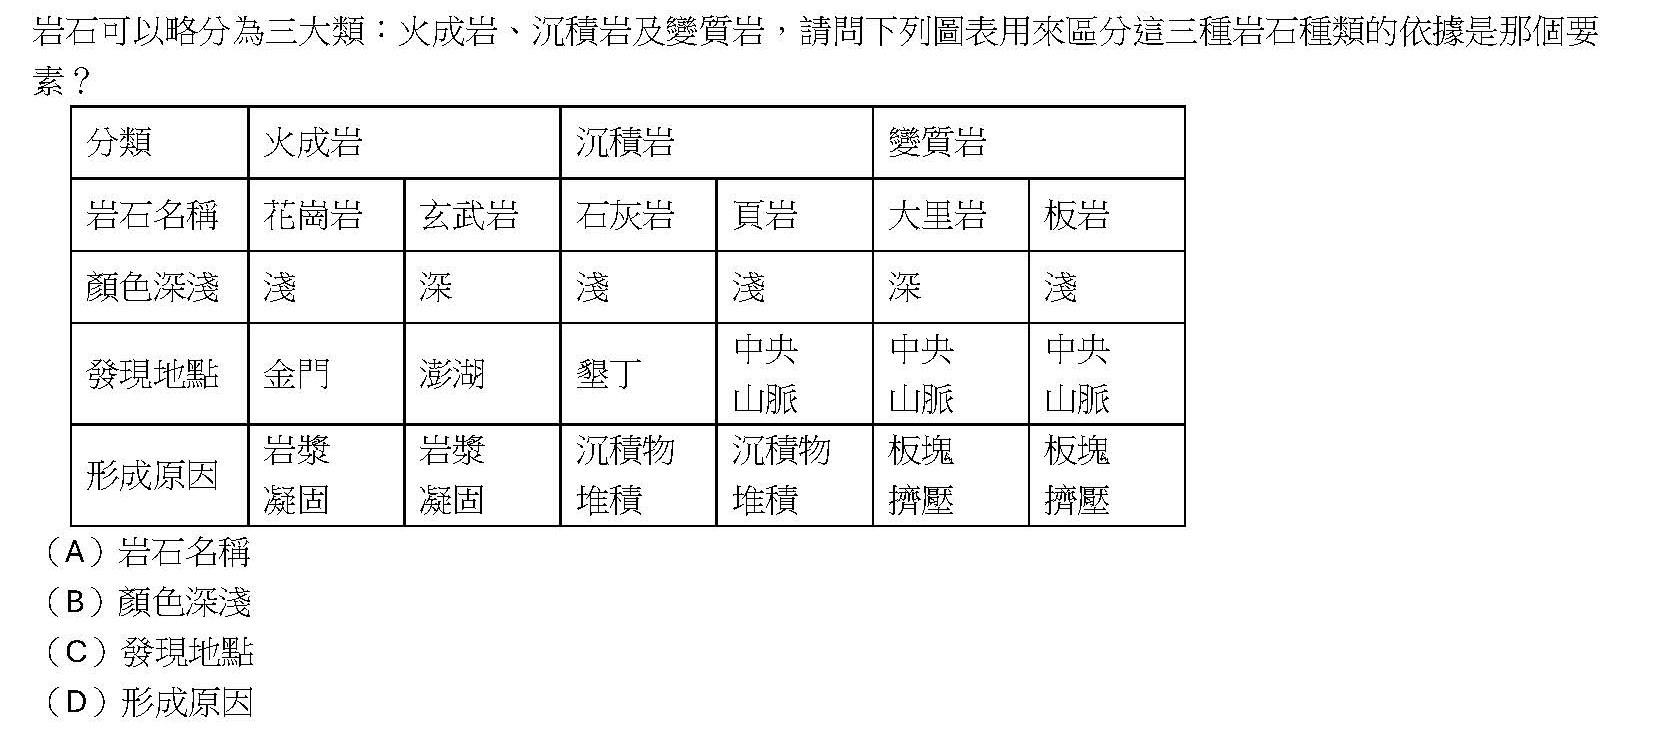 岩石可以略分為三大類：火成岩、沉積岩及變質岩，請問下列圖表用來區分這三種岩石種類的依據是那個要
素？
分類 火成岩 沉積岩 變質岩
岩石名稱 花崗岩 玄武岩 石灰岩 頁岩 大里岩 板岩
顏色深淺 淺 深 淺 淺 深 淺
發現地點 金門 澎湖 墾丁 中央山脈 中央山脈 中央山脈
形成原因 岩漿凝固 岩漿凝固 沉積物堆積 沉積物堆積 板塊擠壓 板塊擠壓
（A）岩石名稱
（B）顏色深淺
（C）發現地點
（D）形成原因